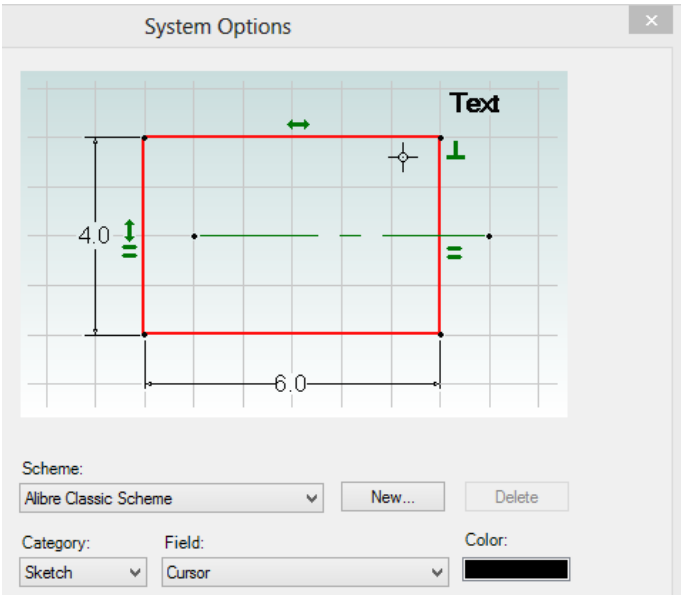 System Options
Text
4.0
6.0
Scheme:
Alibre Classic Scheme
New...
Delete
Category:
Field:
Color:
Sketch
Cursor